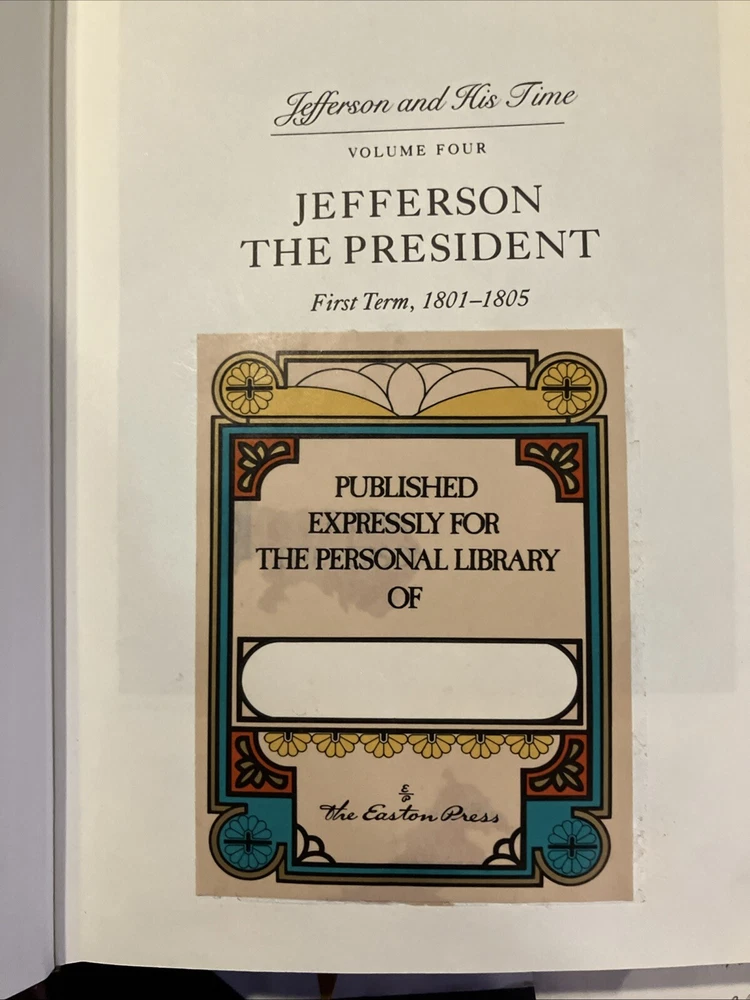 Jefferson and His Time
VOLUME FOUR
JEFFERSON
THE PRESIDENT
First Term, 1801–1805
PUBLISHED
EXPRESSLY FOR
THE PERSONAL LIBRARY
OF
E
P
The Easton Press